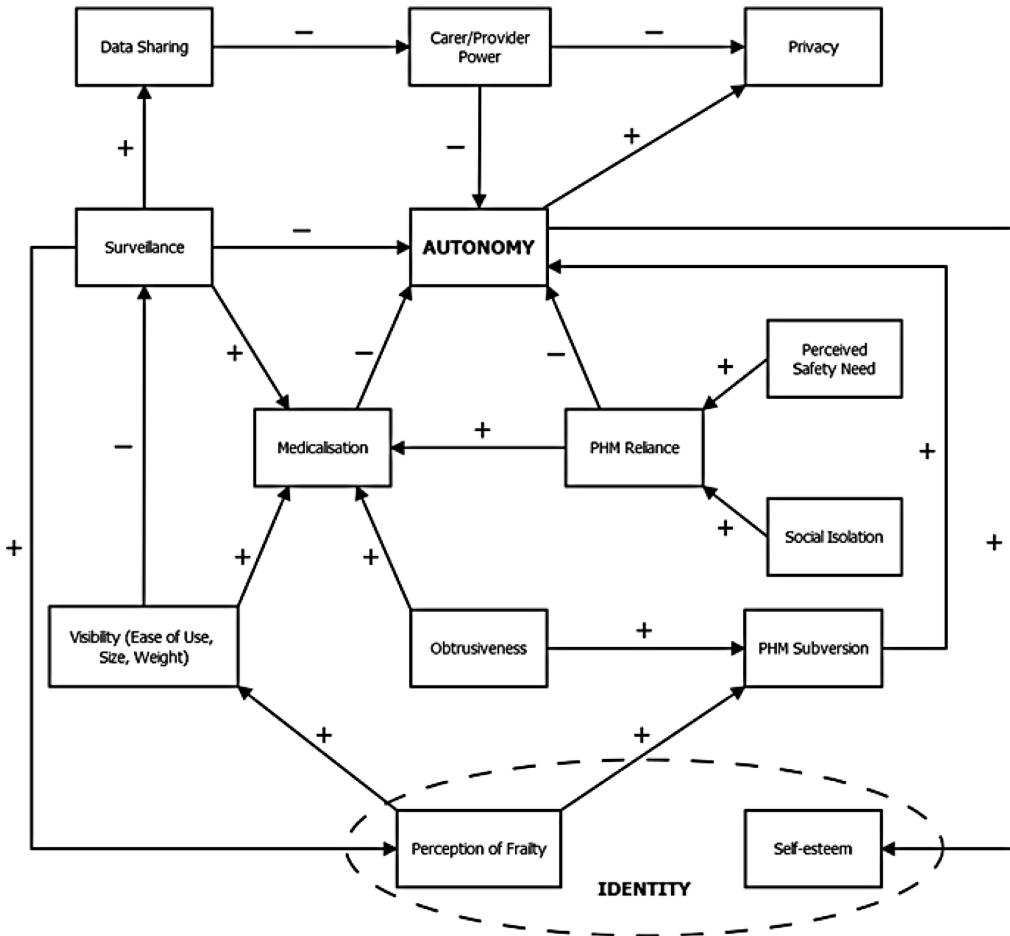 Data Sharing
−
Carer/Provider
Power
−
Privacy
+
−
+
Surveillance
−
AUTONOMY
+
−
−
Perceived
Safety Need
+
Medicalisation
+
PHM Reliance
−
+
+
Social Isolation
+
+
+
+
Visibility (Ease of Use,
Size, Weight)
Obtrusiveness
+
PHM Subversion
+
+
Perception of Frailty
Self-esteem
IDENTITY